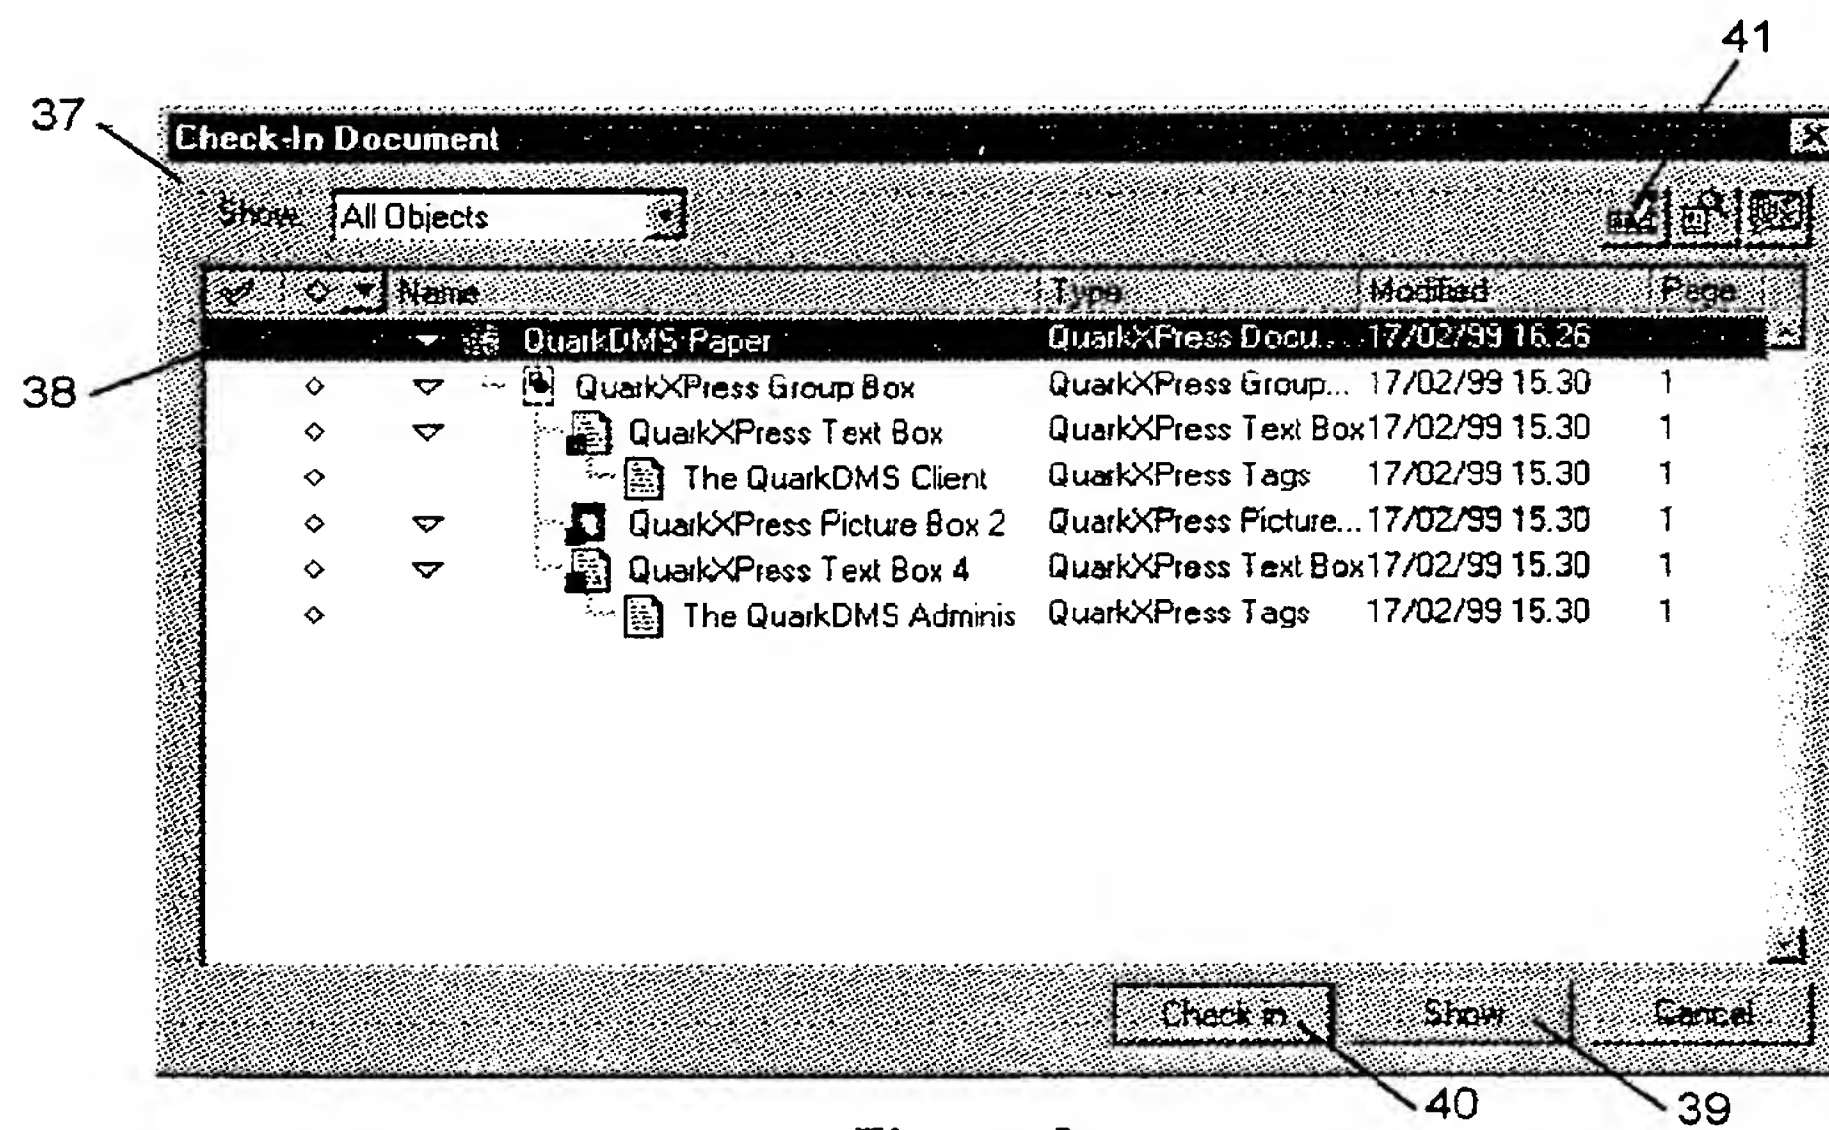 41
37
Check-In Document
Show: All Objects
Name Type Modified Page
38
QuarkDMS-Paper QuarkXPress Docu... 17/02/99 16.26
QuarkXPress Group Box QuarkXPress Group... 17/02/99 15.30 1
QuarkXPress Text Box QuarkXPress Text Box 17/02/99 15.30 1
The QuarkDMS Client QuarkXPress Tags 17/02/99 15.30 1
QuarkXPress Picture Box 2 QuarkXPress Picture... 17/02/99 15.30 1
QuarkXPress Text Box 4 QuarkXPress Text Box 17/02/99 15.30 1
The QuarkDMS Adminis QuarkXPress Tags 17/02/99 15.30 1
Check in Show Cancel
40 39